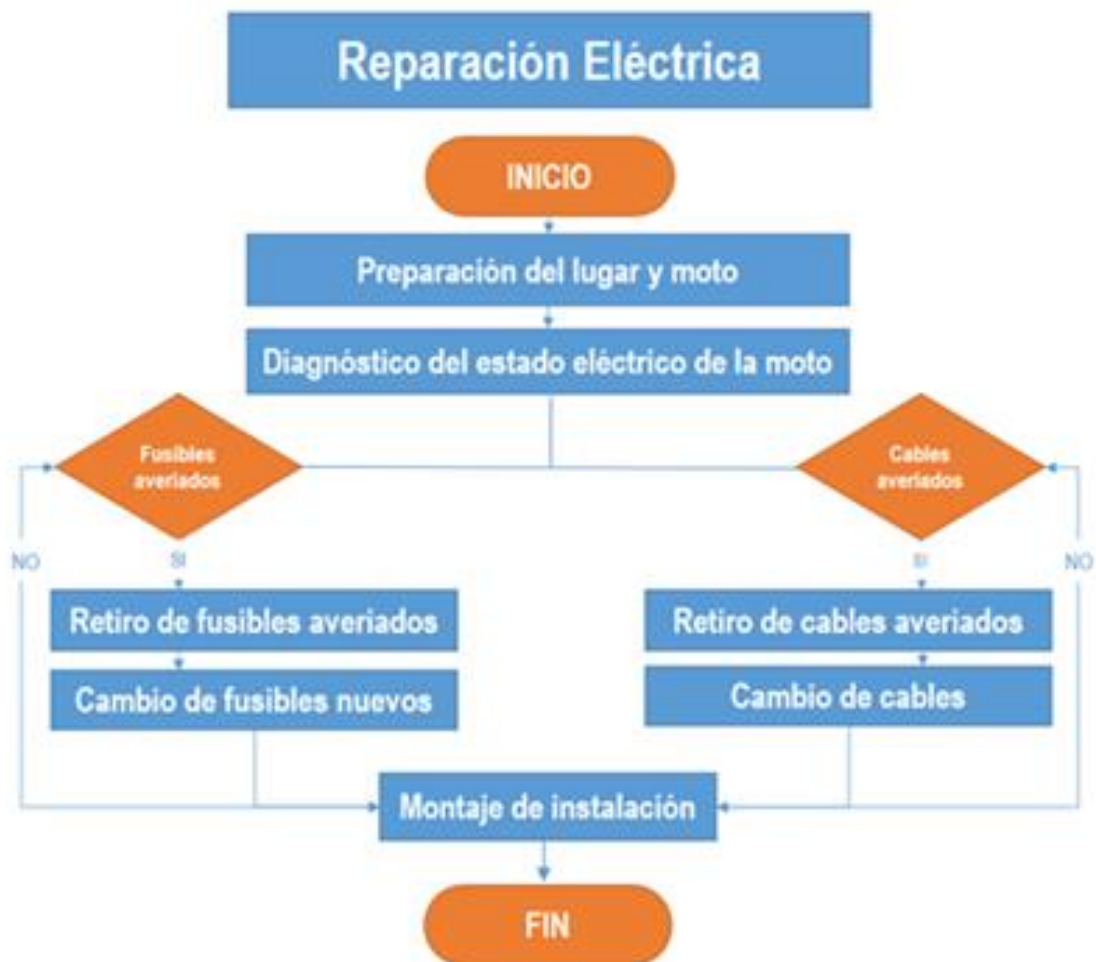 Reparación Eléctrica
INICIO
Preparación del lugar y moto
Diagnóstico del estado eléctrico de la moto
Fusibles
averiados
Cables
averiados
NO
SI
SI
NO
Retiro de fusibles averiados
Retiro de cables averiados
Cambio de fusibles nuevos
Cambio de cables
Montaje de instalación
FIN